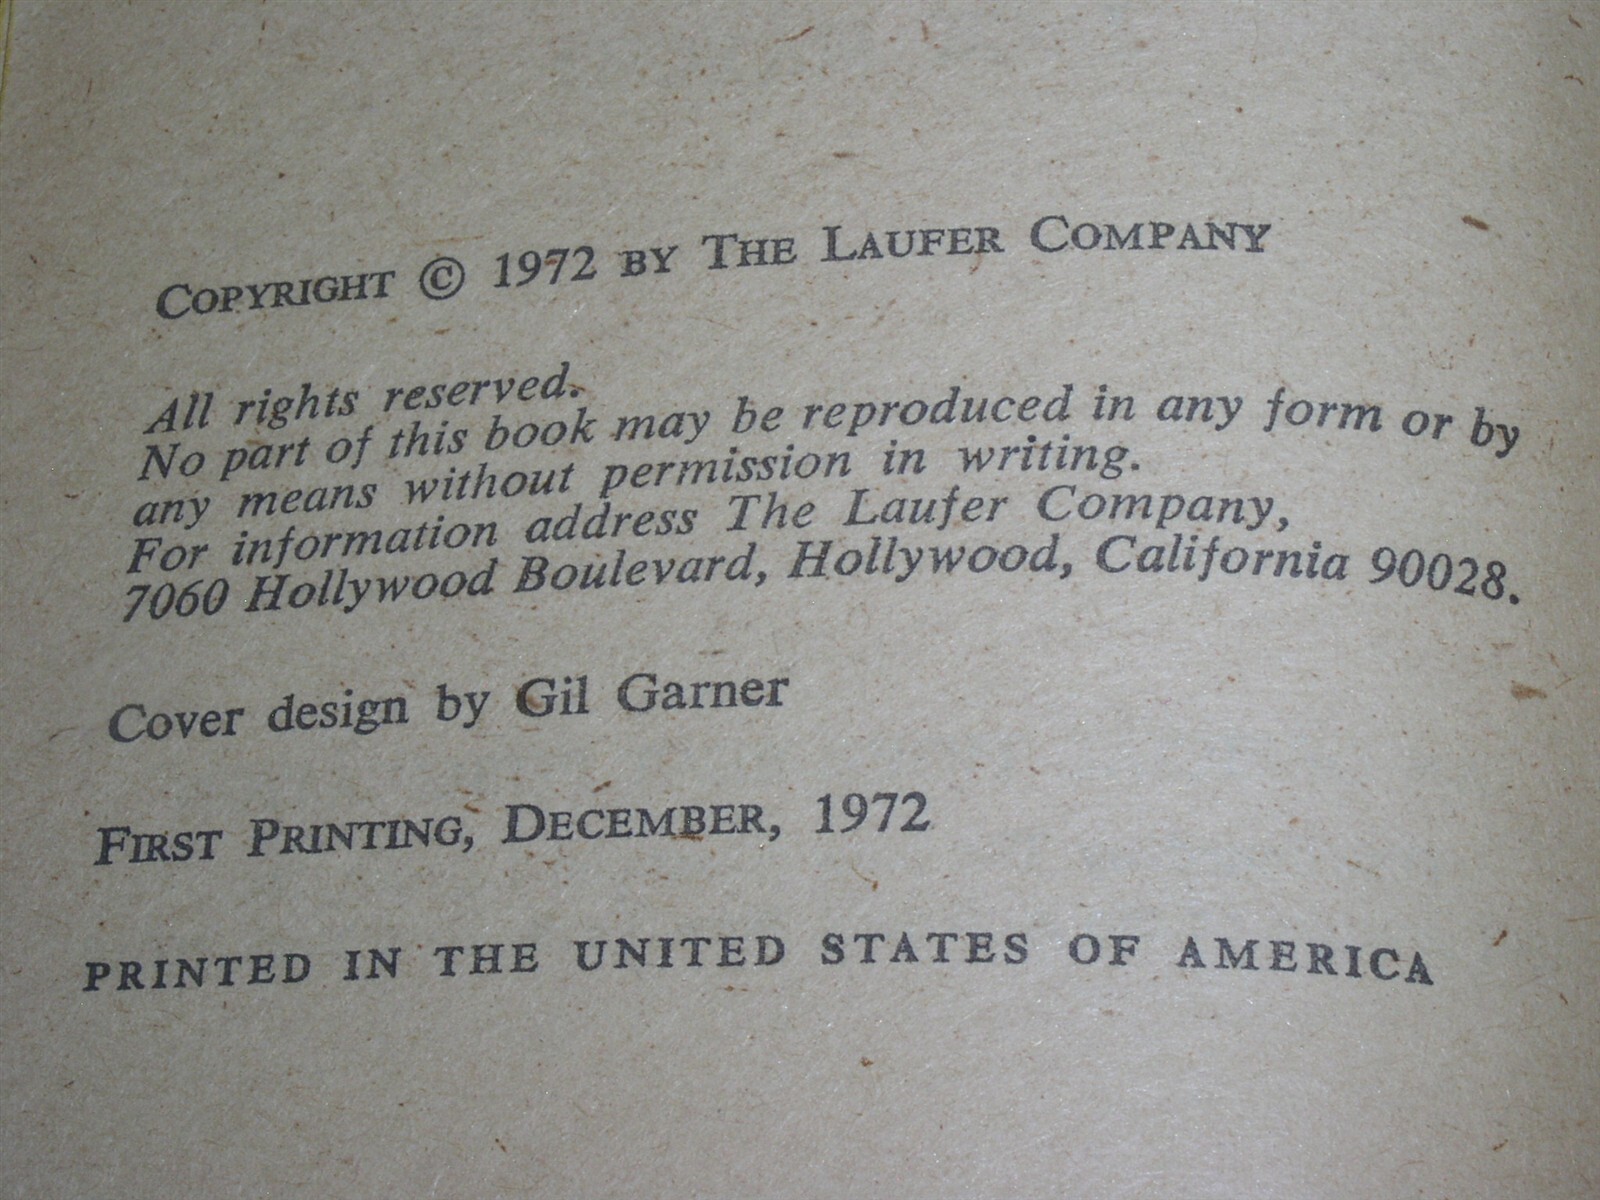 COPYRIGHT © 1972 BY THE LAUFER COMPANY
All rights reserved.
No part of this book may be reproduced in any form or by
any means without permission in writing.
For information address The Laufer Company,
7060 Hollywood Boulevard, Hollywood, California 90028.
Cover design by Gil Garner
FIRST PRINTING, DECEMBER, 1972
PRINTED IN THE UNITED STATES OF AMERICA